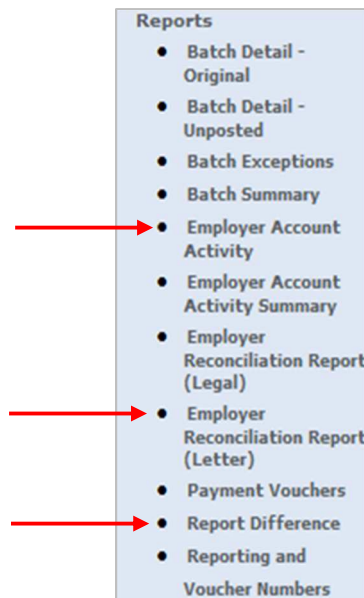 Reports
Batch Detail -
Original
Batch Detail -
Unposted
Batch Exceptions
Batch Summary
Employer Account
Activity
Employer Account
Activity Summary
Employer
Reconciliation Report
(Legal)
Employer
Reconciliation Report
(Letter)
Payment Vouchers
Report Difference
Reporting and
Voucher Numbers